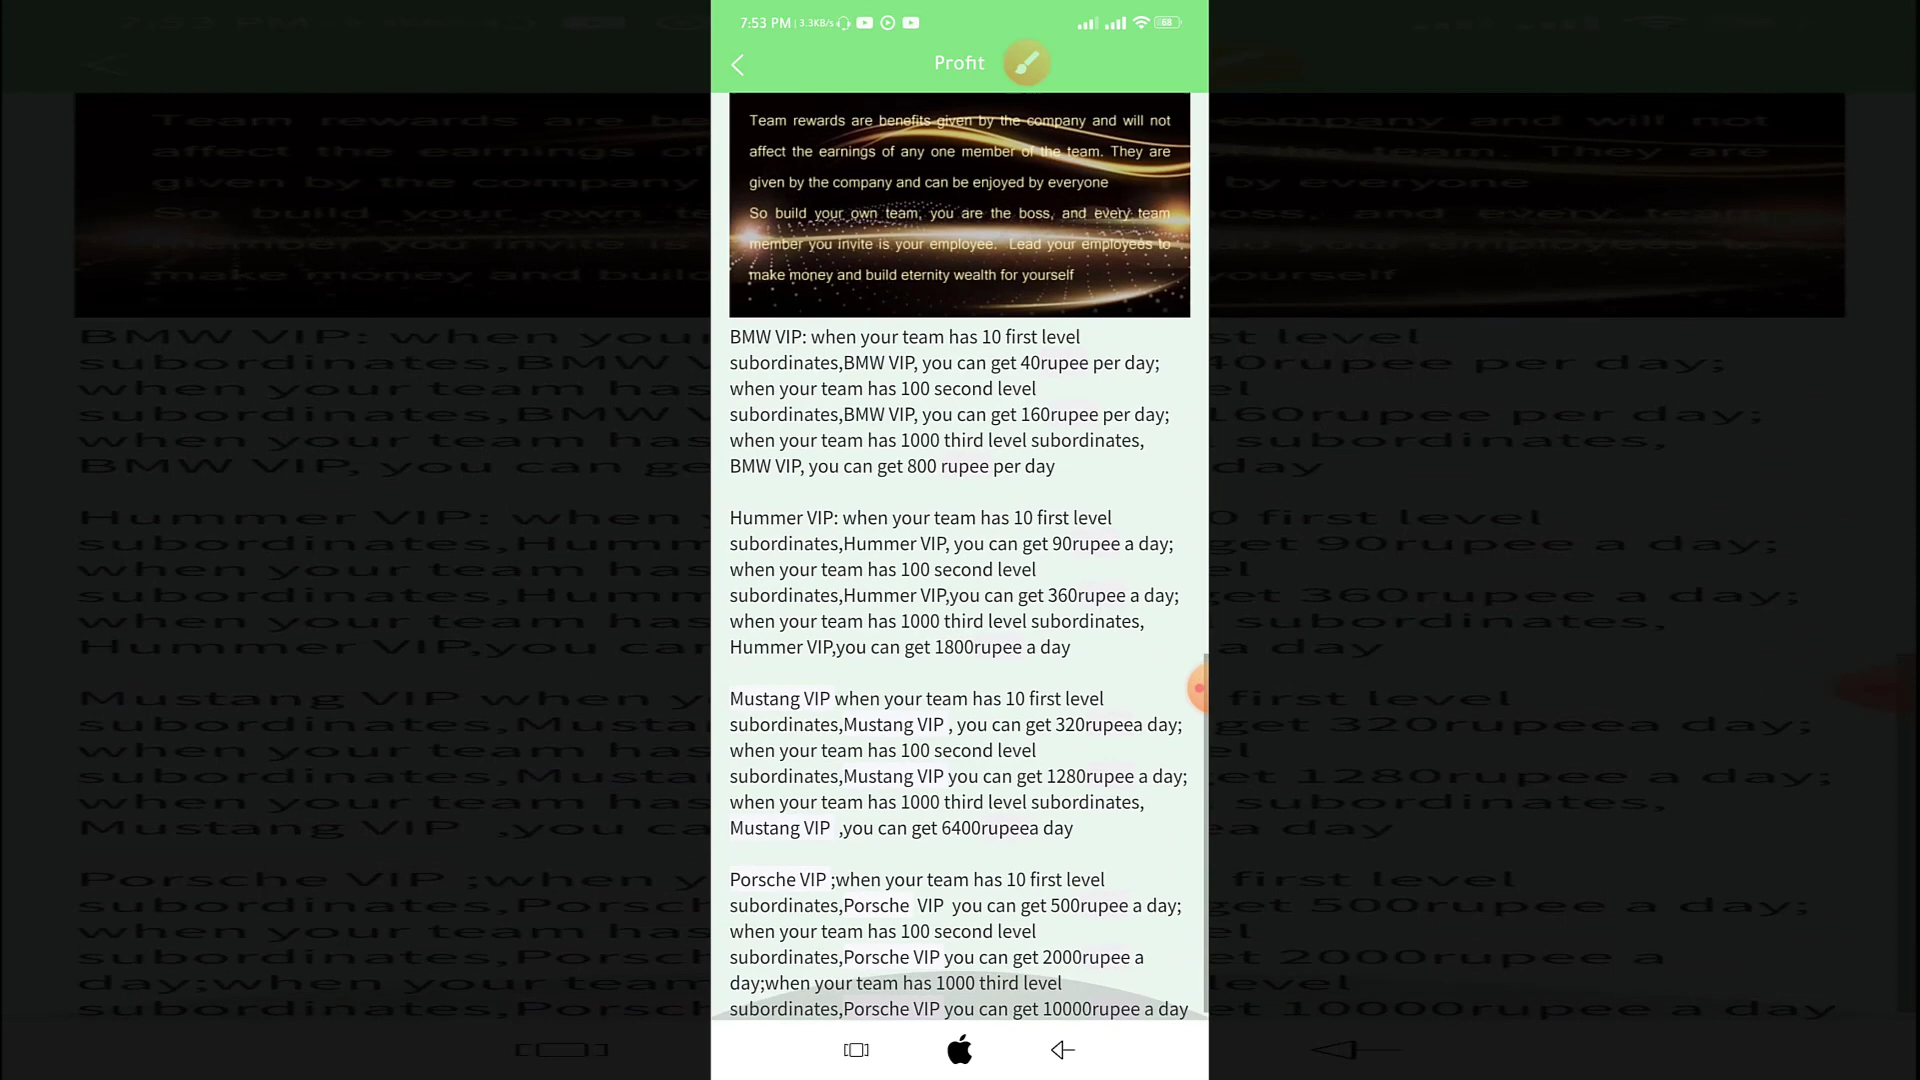 7:53 PM 3.3KB/s 68
Profit
Team rewards are benefits given by the company and will not
affect the earnings of any one member of the team. They are
given by the company and can be enjoyed by everyone
So build your own team, you are the boss, and every team
member you invite is your employee. Lead your employees to
make money and build eternity wealth for yourself
BMW VIP: when your team has 10 first level
subordinates,BMW VIP, you can get 40rupee per day;
when your team has 100 second level
subordinates,BMW VIP, you can get 160rupee per day;
when your team has 1000 third level subordinates,
BMW VIP, you can get 800 rupee per day
Hummer VIP: when your team has 10 first level
subordinates,Hummer VIP, you can get 90rupee a day;
when your team has 100 second level
subordinates,Hummer VIP,you can get 360rupee a day;
when your team has 1000 third level subordinates,
Hummer VIP,you can get 1800rupee a day
Mustang VIP when your team has 10 first level
subordinates,Mustang VIP , you can get 320rupeea day;
when your team has 100 second level
subordinates,Mustang VIP you can get 1280rupee a day;
when your team has 1000 third level subordinates,
Mustang VIP ,you can get 6400rupeea day
Porsche VIP ;when your team has 10 first level
subordinates,Porsche VIP you can get 500rupee a day;
when your team has 100 second level
subordinates,Porsche VIP you can get 2000rupee a
day;when your team has 1000 third level
subordinates,Porsche VIP you can get 10000rupee a day